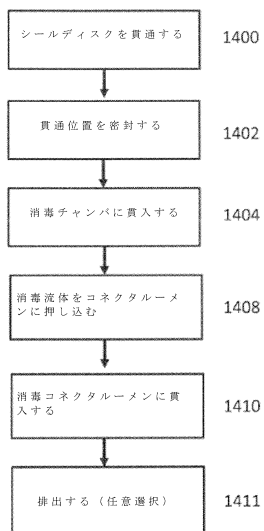 シールディスクを貫通する
1400
貫通位置を密封する
1402
消毒チャンバに貫入する
1404
消毒流体をコネクタルーメ
ンに押し込む
1408
消毒コネクタルーメンに貫
入する
1410
排出する（任意選択）
1411